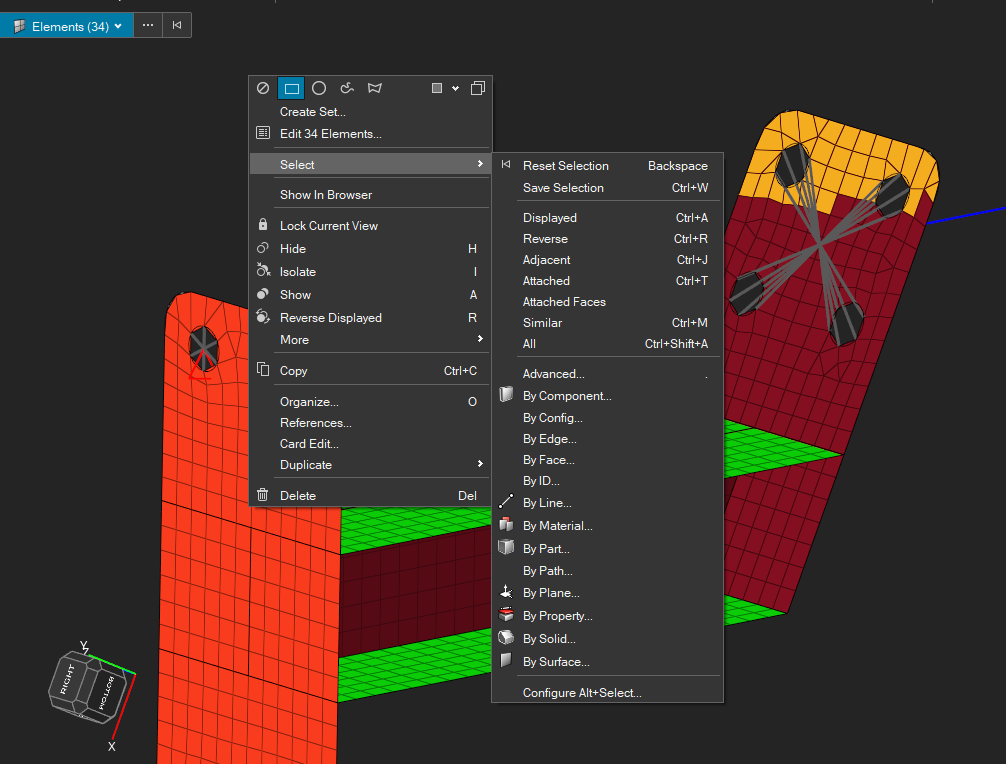 Elements (34)
Create Set...
Edit 34 Elements...
Select
Show In Browser
Lock Current View
Hide H
Isolate I
Show A
Reverse Displayed R
More
Copy Ctrl+C
Organize... O
References...
Card Edit...
Duplicate
Delete Del
Reset Selection Backspace
Save Selection Ctrl+W
Displayed Ctrl+A
Reverse Ctrl+R
Adjacent Ctrl+J
Attached Ctrl+T
Attached Faces
Similar Ctrl+M
All Ctrl+Shift+A
Advanced... .
By Component...
By Config...
By Edge...
By Face...
By ID...
By Line...
By Material...
By Part...
By Path...
By Plane...
By Property...
By Solid...
By Surface...
Configure Alt+Select...
Y
Z
RIGHT
BOTTOM
X